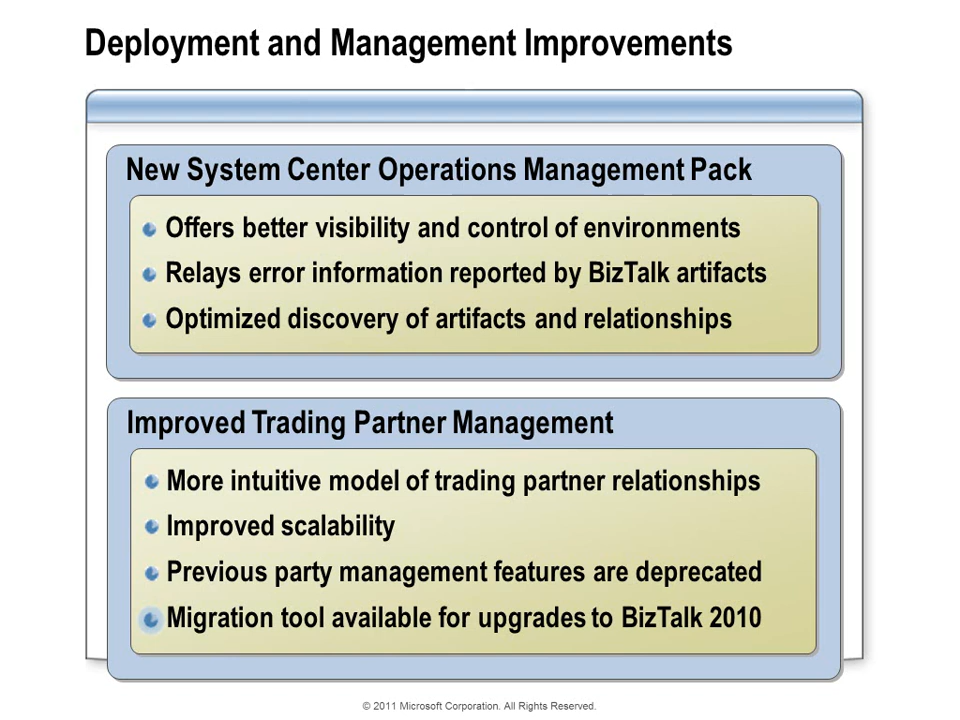 Deployment and Management Improvements
New System Center Operations Management Pack
Offers better visibility and control of environments
Relays error information reported by BizTalk artifacts
Optimized discovery of artifacts and relationships
Improved Trading Partner Management
More intuitive model of trading partner relationships
Improved scalability
Previous party management features are deprecated
Migration tool available for upgrades to BizTalk 2010
© 2011 Microsoft Corporation. All Rights Reserved.